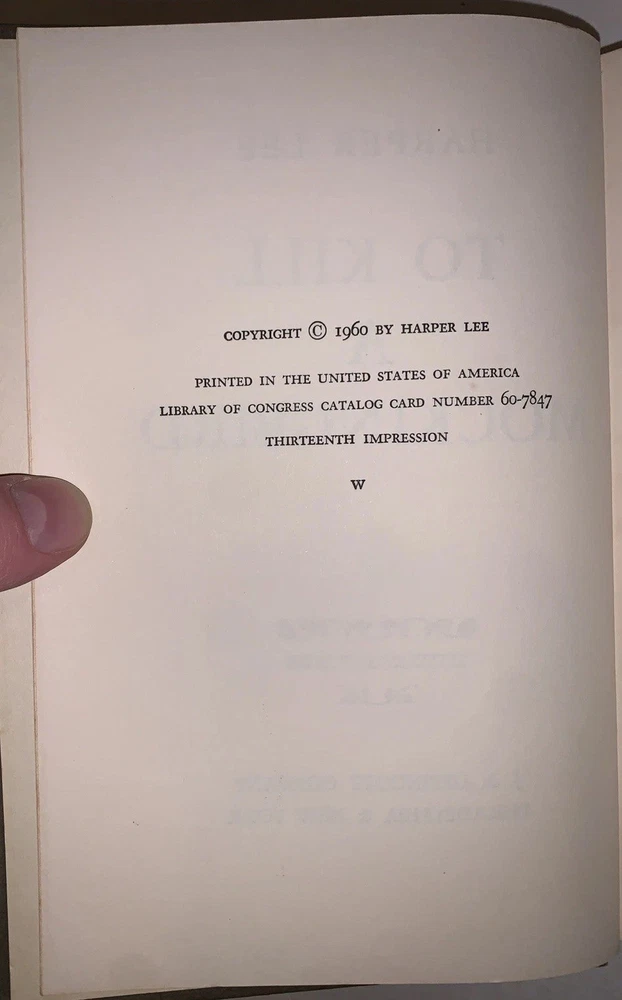 COPYRIGHT © 1960 BY HARPER LEE
PRINTED IN THE UNITED STATES OF AMERICA
LIBRARY OF CONGRESS CATALOG CARD NUMBER 60-7847
THIRTEENTH IMPRESSION
W